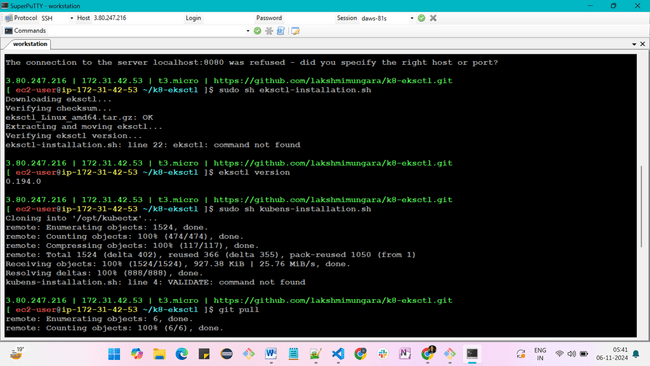 SuperPuTTY - workstation
Protocol SSH Host 3.80.247.216 Login Password Session daws-81s
Commands
workstation
The connection to the server localhost:8080 was refused - did you specify the right host or port?
3.80.247.216 | 172.31.42.53 | t3.micro | https://github.com/lakshmimungara/k8-eksctl.git
[ ec2-user@ip-172-31-42-53 ~/k8-eksctl ]$ sudo sh eksctl-installation.sh
Downloading eksctl...
Verifying checksum...
eksctl_Linux_amd64.tar.gz: OK
Extracting and moving eksctl...
Verifying eksctl version...
eksctl-installation.sh: line 22: eksctl: command not found
3.80.247.216 | 172.31.42.53 | t3.micro | https://github.com/lakshmimungara/k8-eksctl.git
[ ec2-user@ip-172-31-42-53 ~/k8-eksctl ]$ eksctl version
0.194.0
3.80.247.216 | 172.31.42.53 | t3.micro | https://github.com/lakshmimungara/k8-eksctl.git
[ ec2-user@ip-172-31-42-53 ~/k8-eksctl ]$ sudo sh kubens-installation.sh
Cloning into '/opt/kubectx'...
remote: Enumerating objects: 1524, done.
remote: Counting objects: 100% (474/474), done.
remote: Compressing objects: 100% (117/117), done.
remote: Total 1524 (delta 402), reused 366 (delta 355), pack-reused 1050 (from 1)
Receiving objects: 100% (1524/1524), 927.38 KiB | 25.76 MiB/s, done.
Resolving deltas: 100% (888/888), done.
kubens-installation.sh: line 4: VALIDATE: command not found
3.80.247.216 | 172.31.42.53 | t3.micro | https://github.com/lakshmimungara/k8-eksctl.git
[ ec2-user@ip-172-31-42-53 ~/k8-eksctl ]$ git pull
remote: Enumerating objects: 6, done.
remote: Counting objects: 100% (6/6), done.
19°
ENG
IN
05:41
06-11-2024